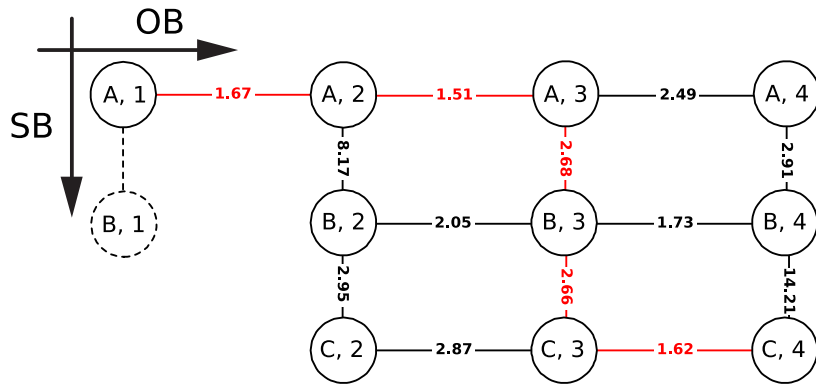 OB
SB
A, 1
1.67
A, 2
1.51
A, 3
2.49
A, 4
8.17
2.68
2.91
B, 1
B, 2
2.05
B, 3
1.73
B, 4
2.95
2.66
14.21
C, 2
2.87
C, 3
1.62
C, 4